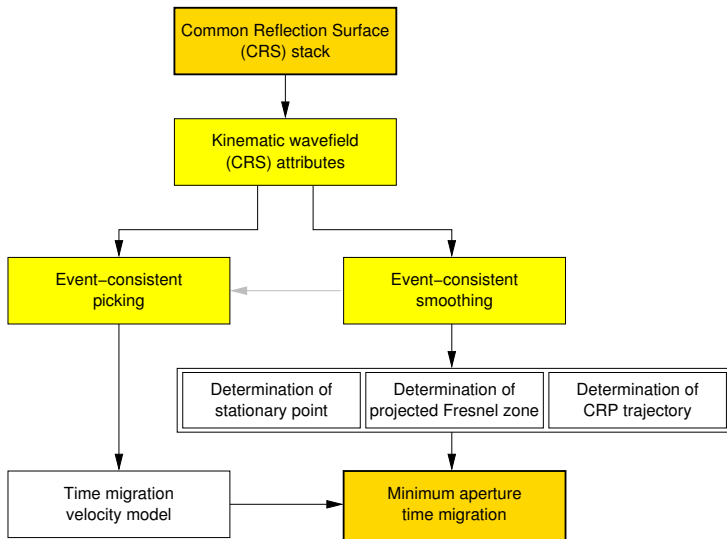 Common Reflection Surface
(CRS) stack
Kinematic wavefield
(CRS) attributes
Event−consistent
picking
Event−consistent
smoothing
Determination of
stationary point
Determination of
projected Fresnel zone
Determination of
CRP trajectory
Time migration
velocity model
Minimum aperture
time migration